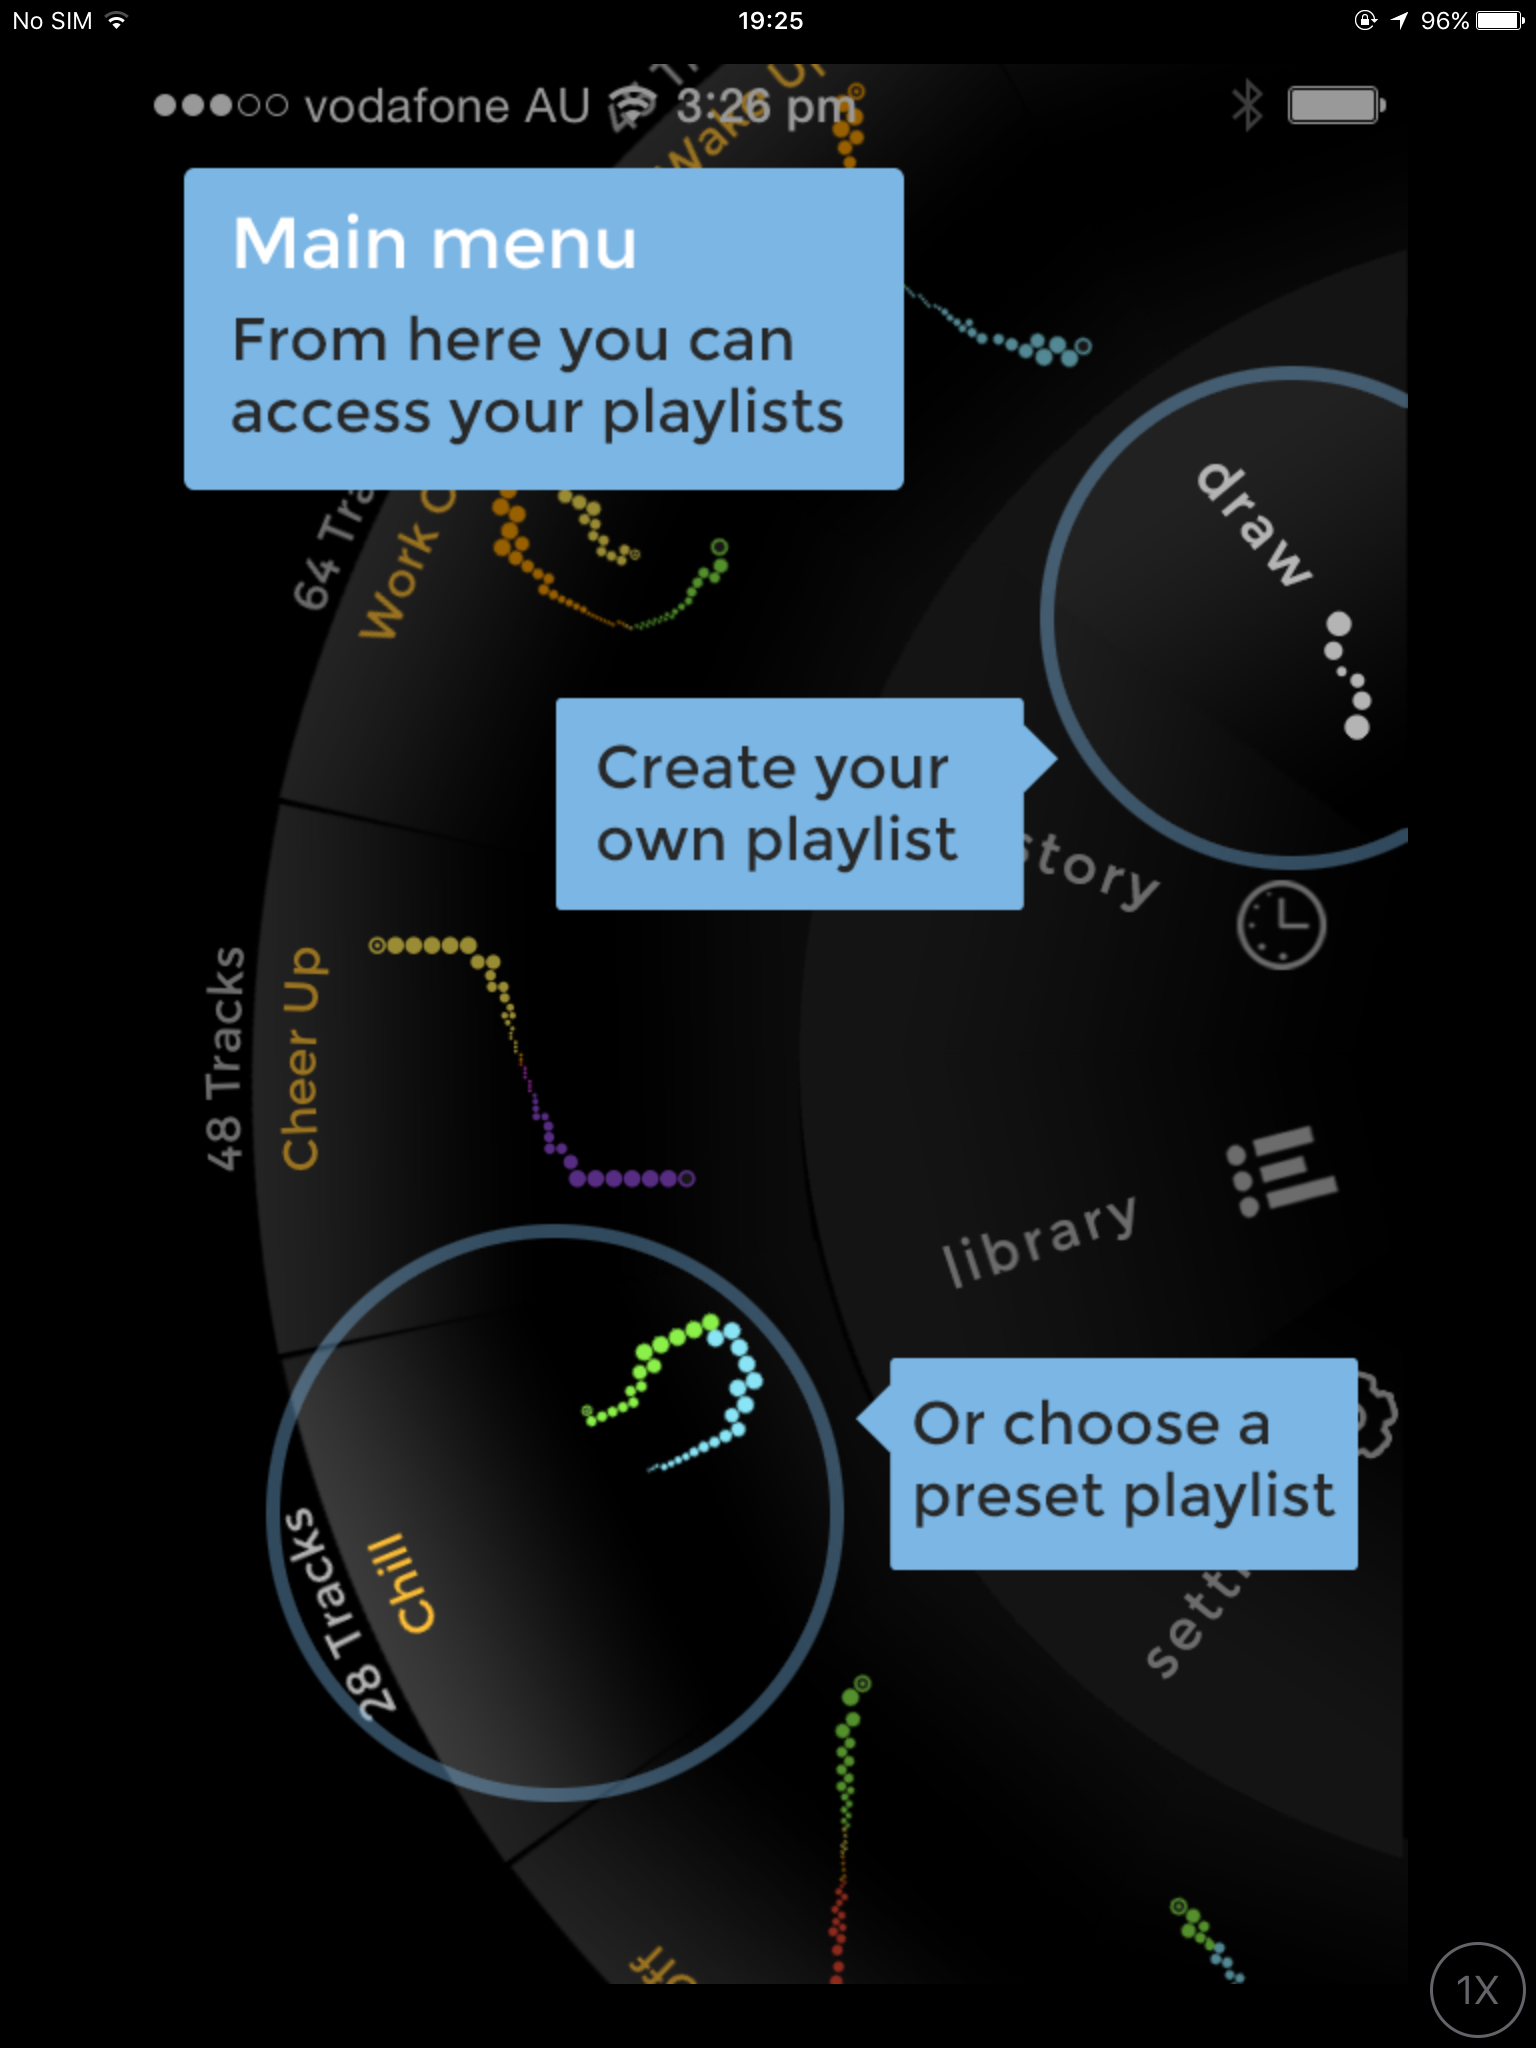 No SIM 19:25 96%
vodafone AU 3:26 pm
Wake
Main menu
From here you can
access your playlists
64
Work
draw
Create your
own playlist
48 Tracks
Cheer Up
library
Or choose a
preset playlist
28 Tracks
Chill
Off
1X